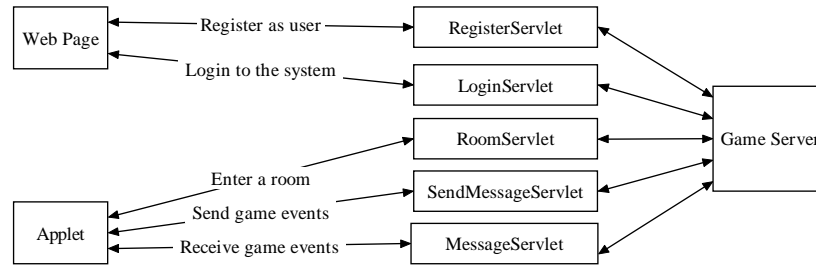 Web Page
Register as user
RegisterServlet
Login to the system
LoginServlet
RoomServlet
Game Server
Enter a room
SendMessageServlet
Send game events
Applet
Receive game events
MessageServlet